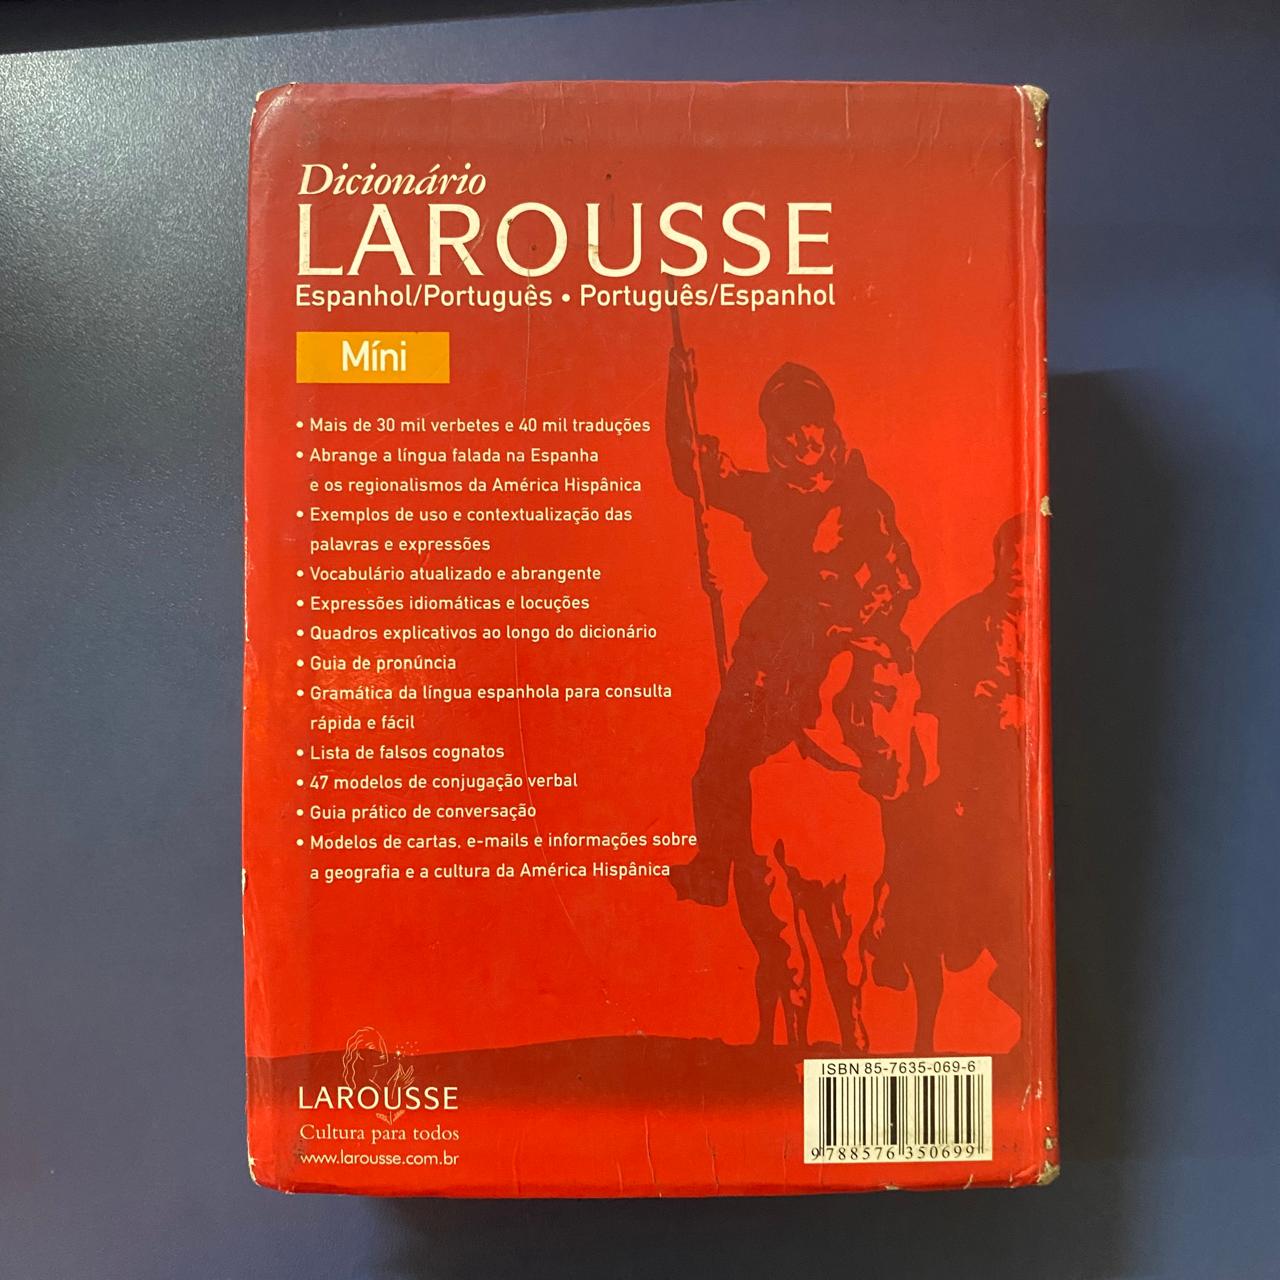 Dicionário
LAROUSSE
Espanhol/Português • Português/Espanhol
Míni
• Mais de 30 mil verbetes e 40 mil traduções
• Abrange a língua falada na Espanha
e os regionalismos da América Hispânica
• Exemplos de uso e contextualização das
palavras e expressões
• Vocabulário atualizado e abrangente
• Expressões idiomáticas e locuções
• Quadros explicativos ao longo do dicionário
• Guia de pronúncia
• Gramática da língua espanhola para consulta
rápida e fácil
• Lista de falsos cognatos
• 47 modelos de conjugação verbal
• Guia prático de conversação
• Modelos de cartas, e-mails e informações sobre
a geografia e a cultura da América Hispânica
LAROUSSE
Cultura para todos
www.larousse.com.br
ISBN 85-7635-069-6
9 788576 350699